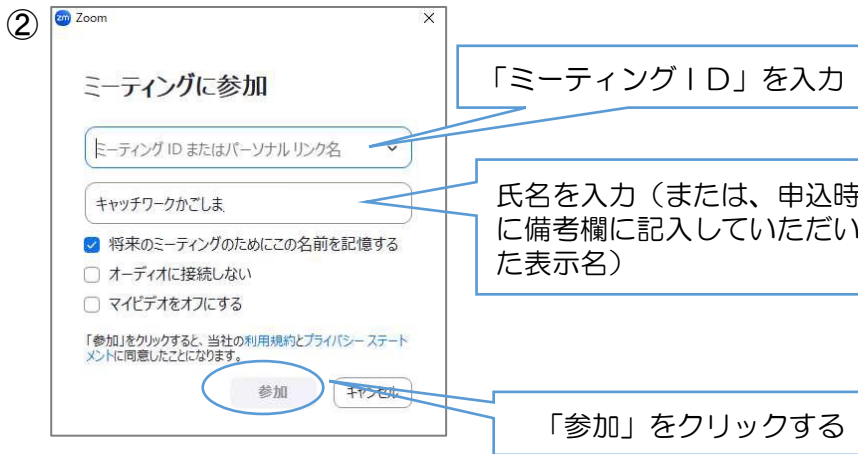 ②
zm Zoom
ミーティングに参加
ミーティング ID またはパーソナル リンク名
キャッチワークかごしま
将来のミーティングのためにこの名前を記憶する
オーディオに接続しない
マイビデオをオフにする
「参加」をクリックすると、当社の利用規約とプライバシー ステート
メントに同意したことになります。
参加
キャンセル
「ミーティングＩＤ」を入力
氏名を入力（または、申込時
に備考欄に記入していただい
た表示名）
「参加」をクリックする